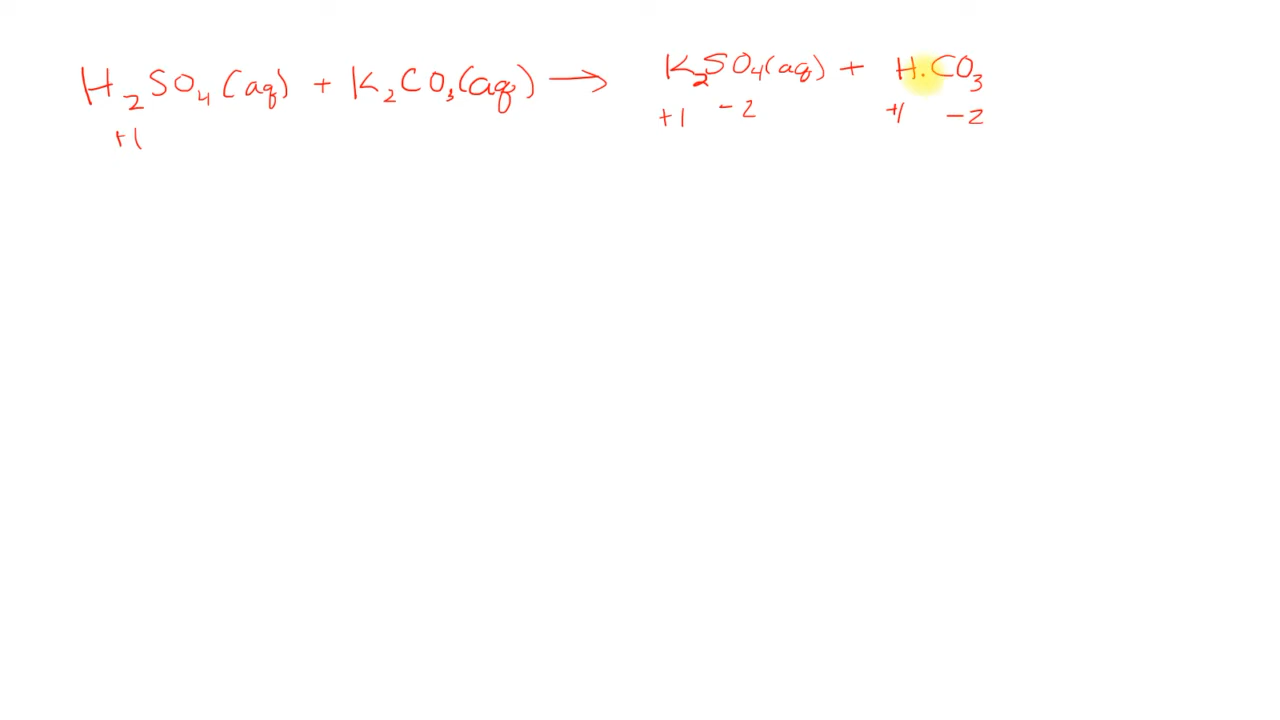 H₂SO₄(aq) + K₂CO₃(aq) → K₂SO₄(aq) + H.CO₃
+1 +1 -2 +1 -2